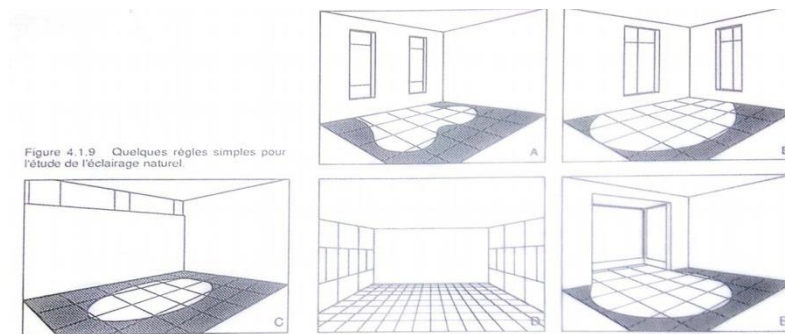 Figure 4.1.9 Quelques règles simples pour
l'étude de l'éclairage naturel.
A
B
C
D
E